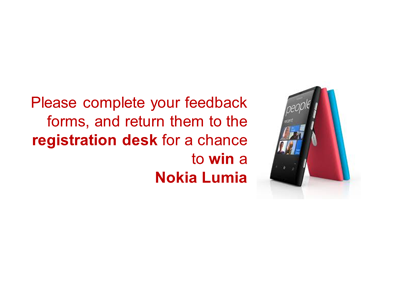 Please complete your feedback
forms, and return them to the
registration desk for a chance
to win a
Nokia Lumia
people